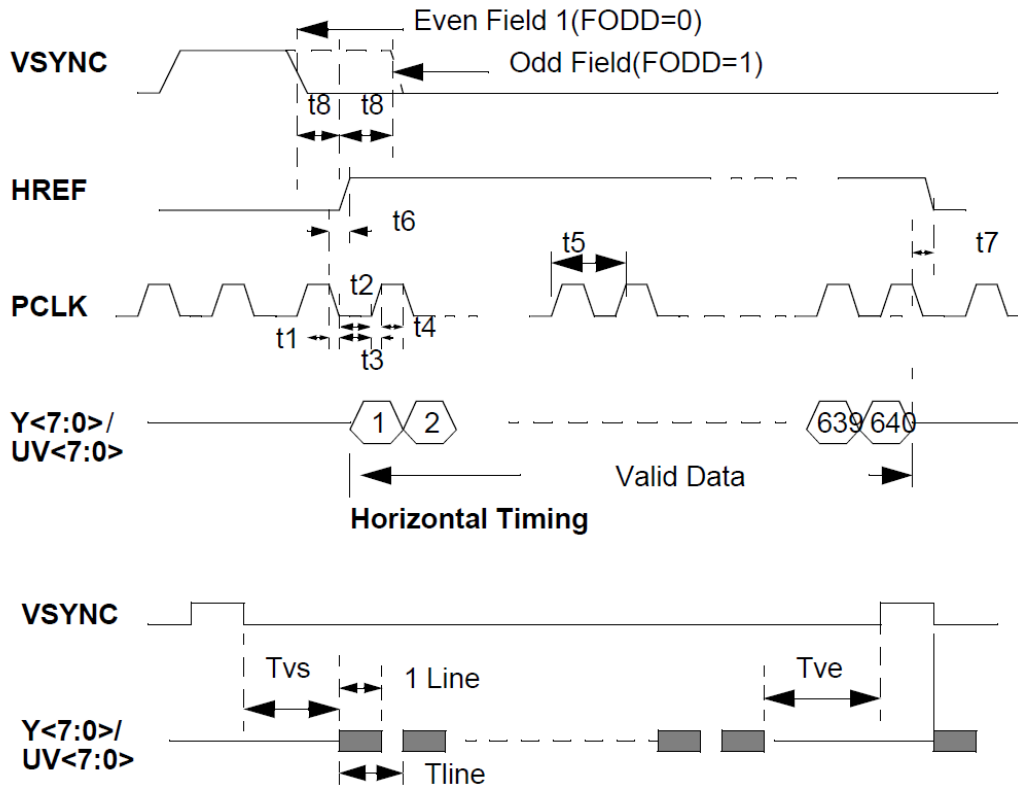 Even Field 1(FODD=0)
VSYNC
Odd Field(FODD=1)
t8 t8
HREF
t6
t5
t7
t2
PCLK
t1
t4
t3
Y<7:0>/
UV<7:0>
1 2
639 640
Valid Data
Horizontal Timing
VSYNC
Tvs
1 Line
Tve
Y<7:0>/
UV<7:0>
Tline